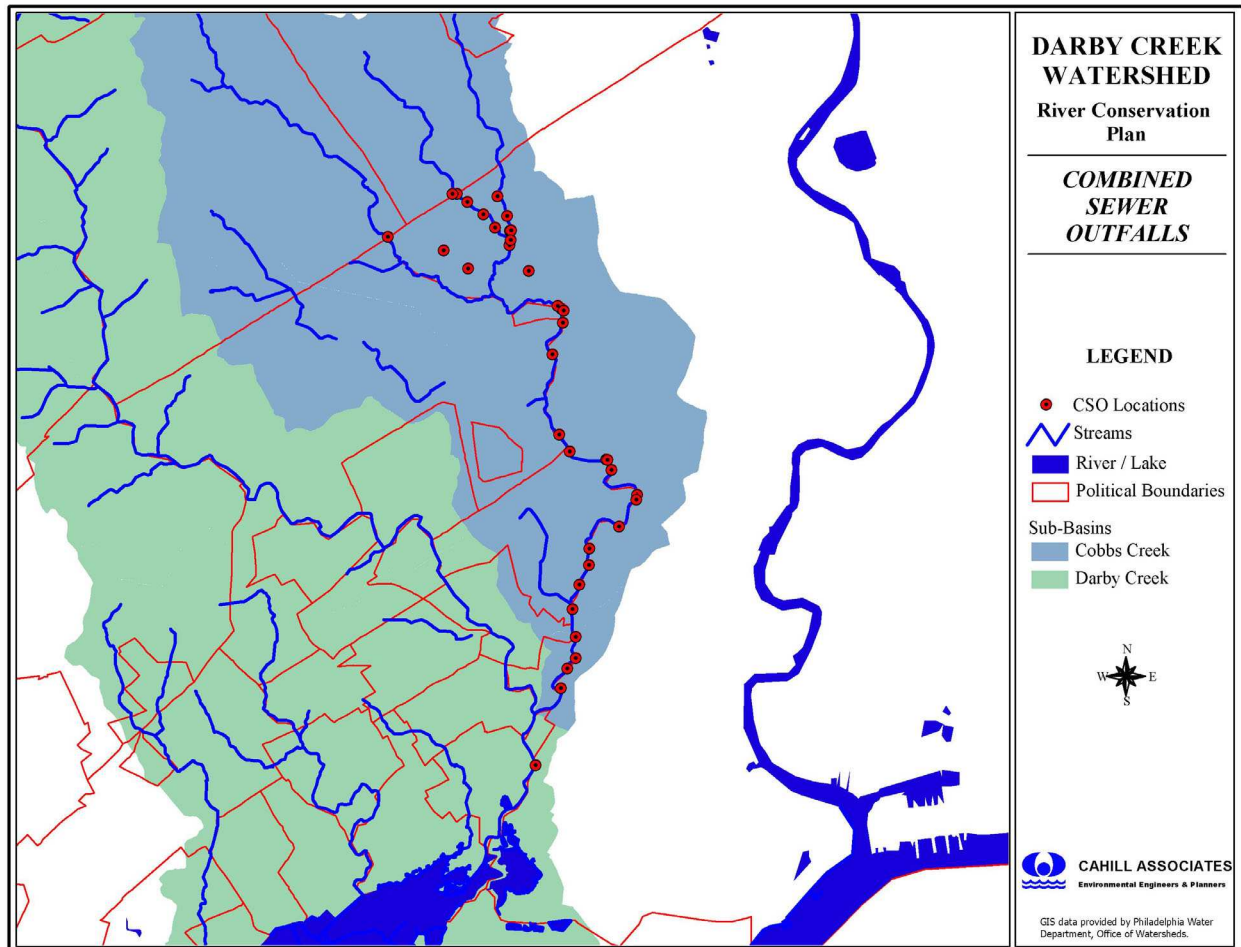 DARBY CREEK
WATERSHED
River Conservation
Plan
COMBINED
SEWER
OUTFALLS
LEGEND
CSO Locations
Streams
River / Lake
Political Boundaries
Sub-Basins
Cobbs Creek
Darby Creek
N
W E
S
CAHILL ASSOCIATES
Environmental Engineers & Planners
GIS data provided by Philadelphia Water
Department, Office of Watersheds.